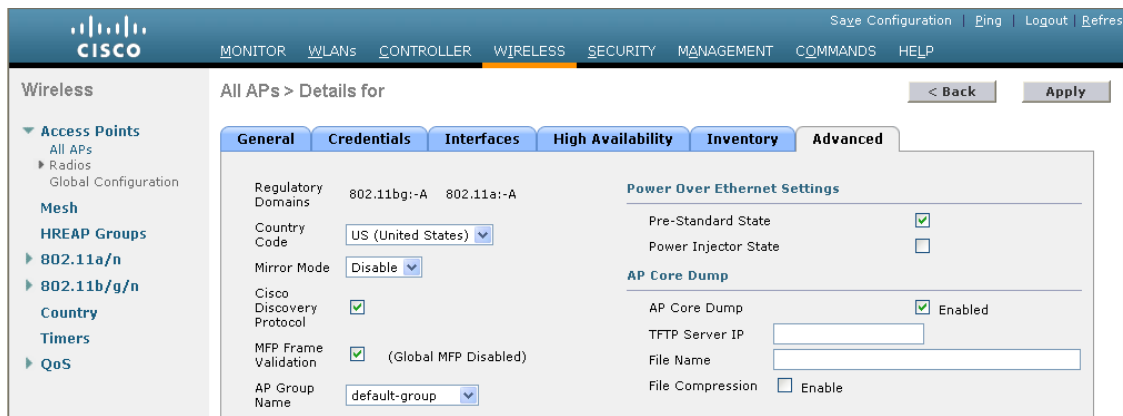 Save Configuration | Ping | Logout | Refres
CISCO
MONITOR WLANs CONTROLLER WIRELESS SECURITY MANAGEMENT COMMANDS HELP
Wireless
Access Points
All APs
Radios
Global Configuration
Mesh
HREAP Groups
802.11a/n
802.11b/g/n
Country
Timers
QoS
All APs > Details for
< Back
Apply
General Credentials Interfaces High Availability Inventory Advanced
Regulatory
Domains
802.11bg:-A 802.11a:-A
Country
Code
US (United States)
Mirror Mode
Disable
Cisco
Discovery
Protocol
MFP Frame
Validation
(Global MFP Disabled)
AP Group
Name
default-group
Power Over Ethernet Settings
Pre-Standard State
Power Injector State
AP Core Dump
AP Core Dump
Enabled
TFTP Server IP
File Name
File Compression
Enable